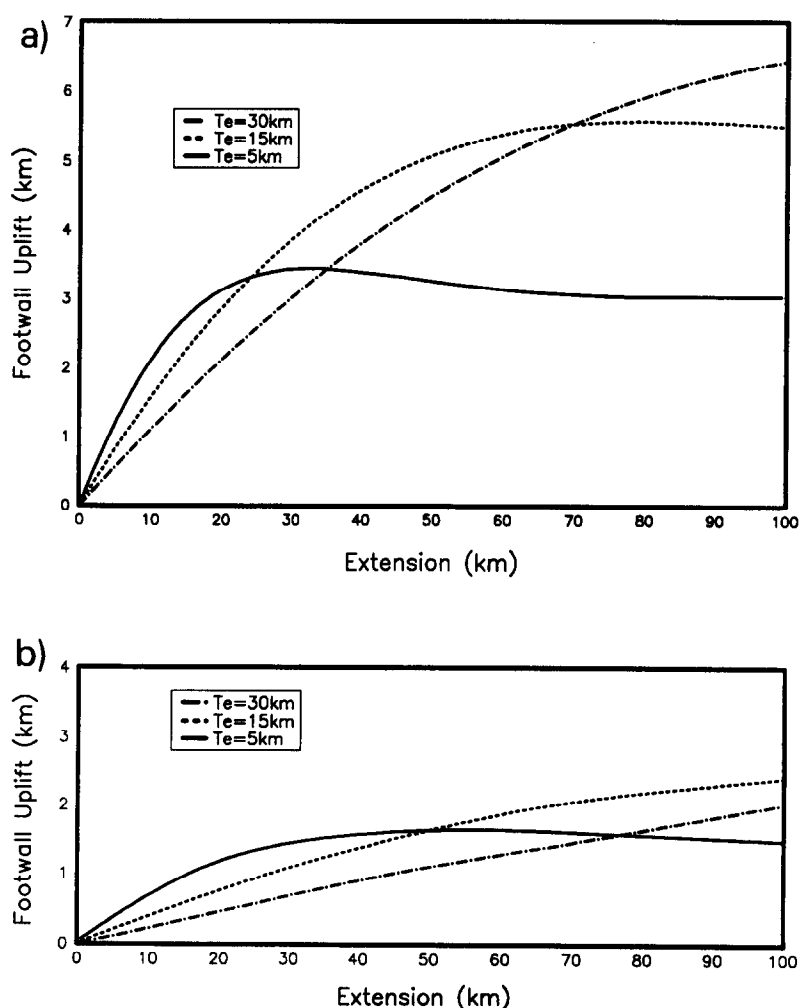 a)
7
6
5
4
3
2
1
0
Footwall Uplift (km)
Te=30km
Te=15km
Te=5km
0 10 20 30 40 50 60 70 80 90 100
Extension (km)
b)
4
3
2
1
0
Footwall Uplift (km)
Te=30km
Te=15km
Te=5km
0 10 20 30 40 50 60 70 80 90 100
Extension (km)